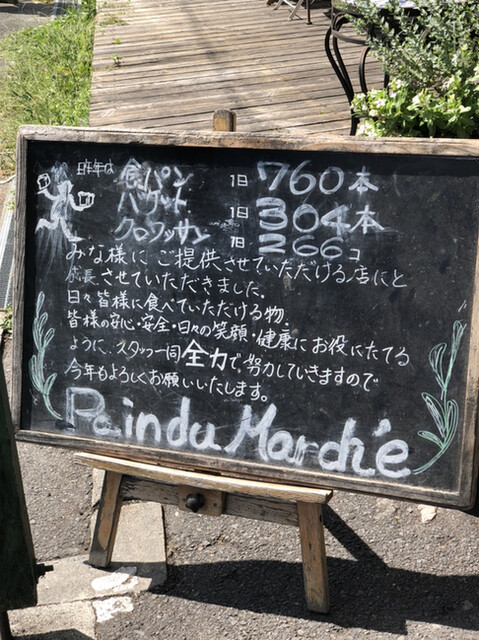 昨年は 食パン 1日 760本
バゲット 1日 304本
クロワッサン 1日 266コ
みな様に ご提供させていただける店にと
成長させていただきました。
日々 皆様に食べていただける物、
皆様の安心・安全・日々の笑顔・健康にお役にたてる
ように、スタッフ一同全力で努力していきますので
今年もよろしくお願いいたします。
Pain du Marché